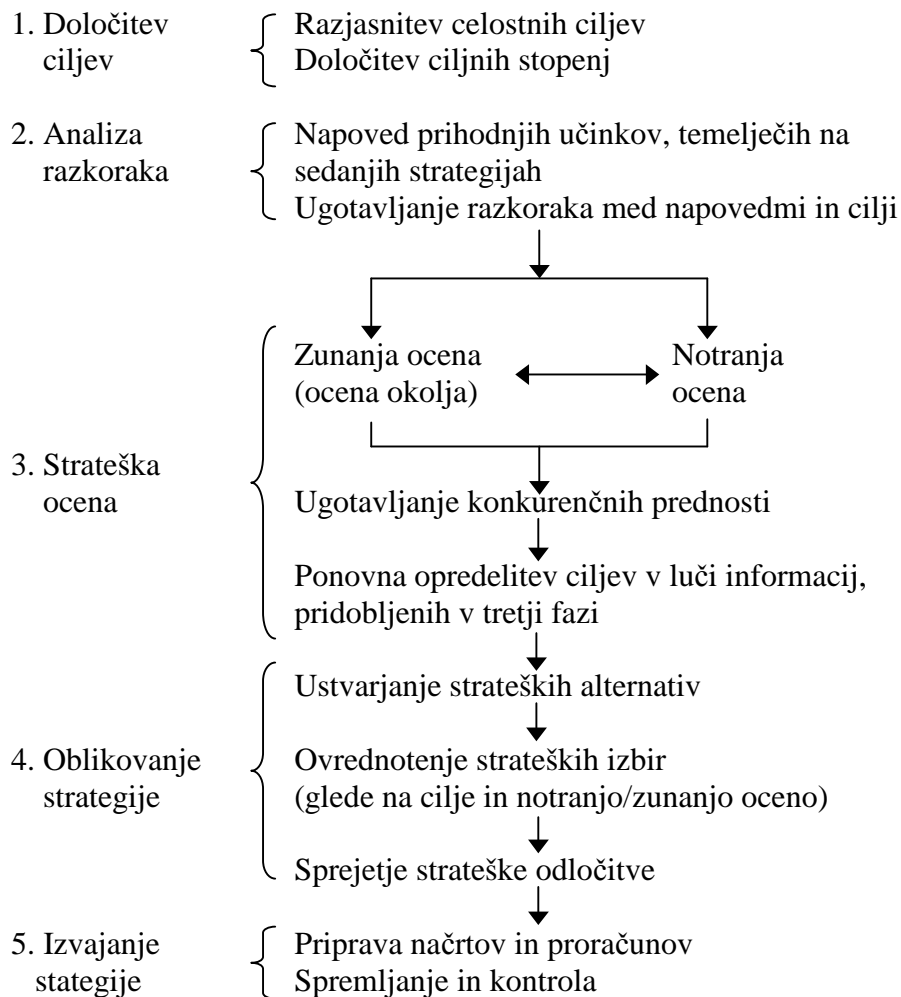 1. Določitev
ciljev
Razjasnitev celostnih ciljev
Določitev ciljnih stopenj
2. Analiza
razkoraka
Napoved prihodnjih učinkov, temelječih na
sedanjih strategijah
Ugotavljanje razkoraka med napovedmi in cilji
Zunanja ocena
(ocena okolja)
Notranja
ocena
3. Strateška
ocena
Ugotavljanje konkurenčnih prednosti
Ponovna opredelitev ciljev v luči informacij,
pridobljenih v tretji fazi
4. Oblikovanje
strategije
Ustvarjanje strateških alternativ
Ovrednotenje strateških izbir
(glede na cilje in notranjo/zunanjo oceno)
Sprejetje strateške odločitve
5. Izvajanje
stategije
Priprava načrtov in proračunov
Spremljanje in kontrola